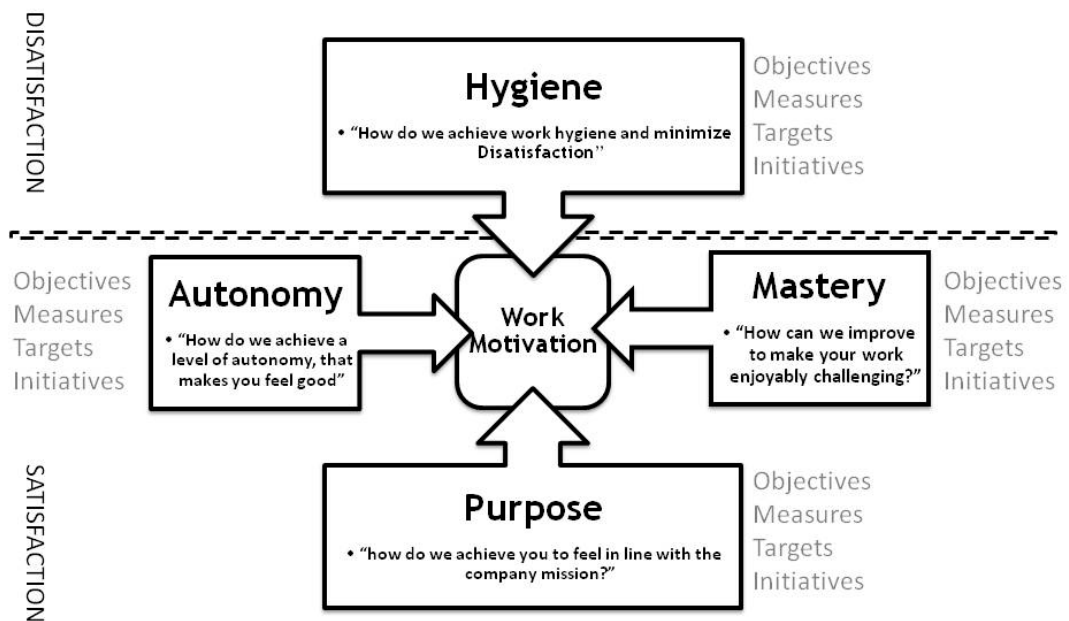 DISATISFACTION
Hygiene
• “How do we achieve work hygiene and minimize
Disatisfaction”
Objectives
Measures
Targets
Initiatives
Objectives
Measures
Targets
Initiatives
Autonomy
• “How do we achieve a
level of autonomy, that
makes you feel good”
Work
Motivation
Mastery
• “How can we improve
to make your work
enjoyably challenging?”
Objectives
Measures
Targets
Initiatives
SATISFACTION
Purpose
• “how do we achieve you to feel in line with the
company mission?”
Objectives
Measures
Targets
Initiatives